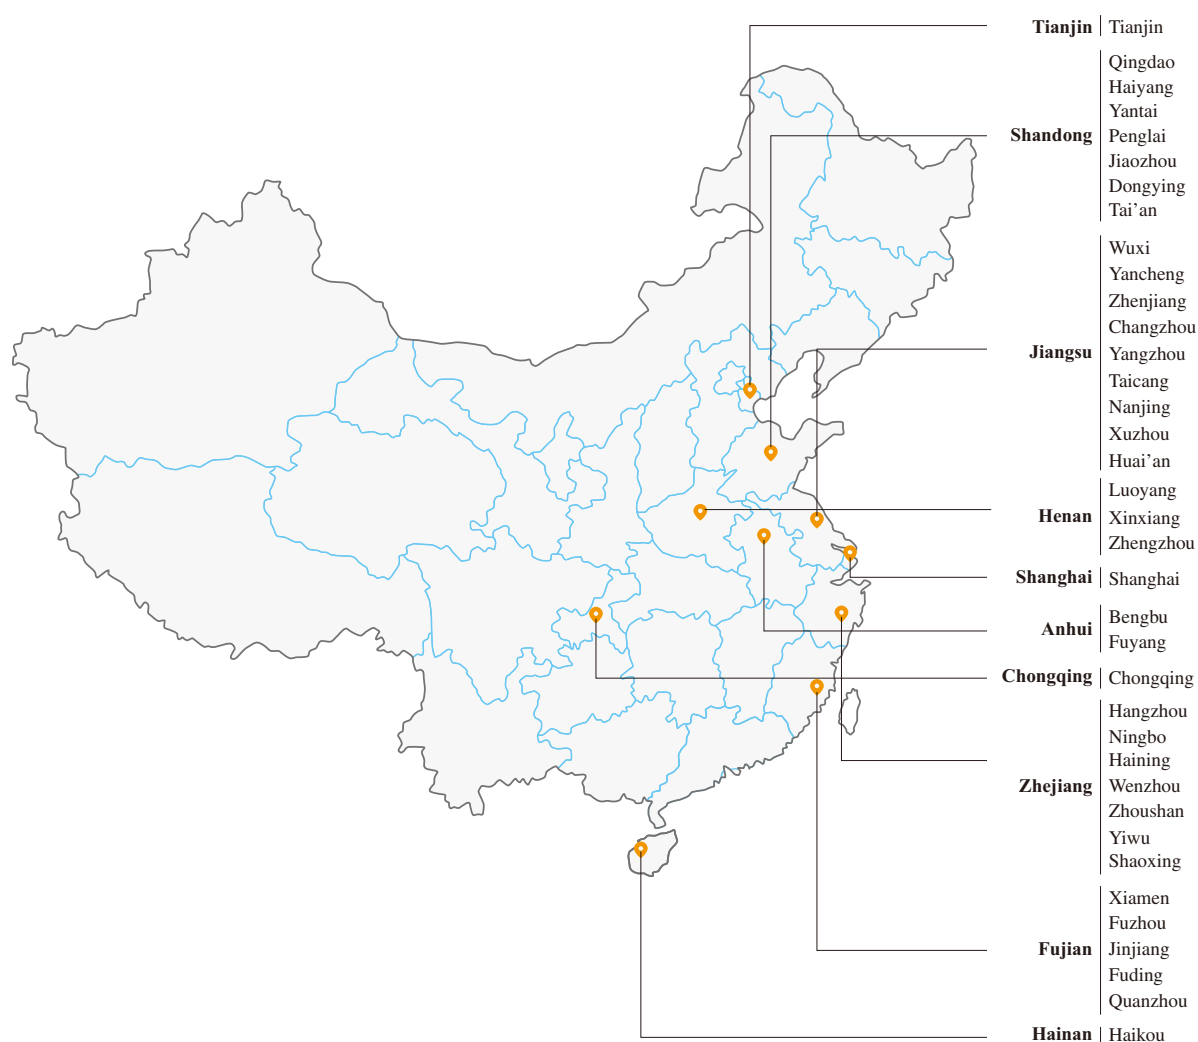 Tianjin
Tianjin
Shandong
Qingdao
Haiyang
Yantai
Penglai
Jiaozhou
Dongying
Tai’an
Jiangsu
Wuxi
Yancheng
Zhenjiang
Changzhou
Yangzhou
Taicang
Nanjing
Xuzhou
Huai’an
Henan
Luoyang
Xinxiang
Zhengzhou
Shanghai
Shanghai
Anhui
Bengbu
Fuyang
Chongqing
Chongqing
Zhejiang
Hangzhou
Ningbo
Haining
Wenzhou
Zhoushan
Yiwu
Shaoxing
Fujian
Xiamen
Fuzhou
Jinjiang
Fuding
Quanzhou
Hainan
Haikou